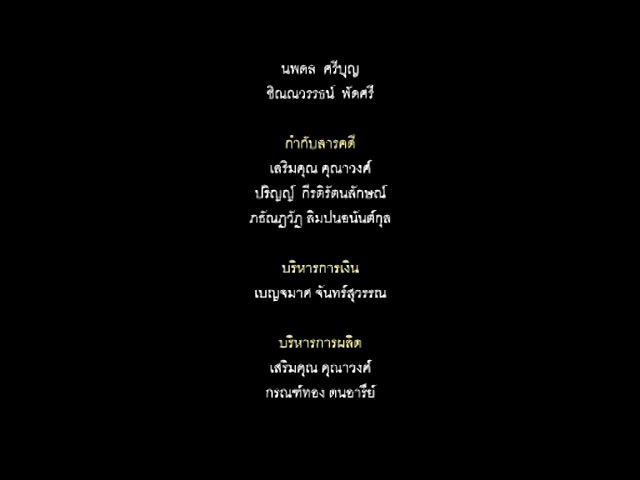 นพดล ศรีบุญ
ชิณณวรรธน์ พัดศรี
กำกับสารคดี
เสริมคุณ คุณาวงศ์
ปริญญ์ กีรติรัตนลักษณ์
ภธัณฏวัฏ ลิมปนอนันต์กุล
บริหารการเงิน
เบญจมาศ จันทร์สุวรรณ
บริหารการผลิต
เสริมคุณ คุณาวงศ์
กรณฑ์ทอง ตนอารีย์